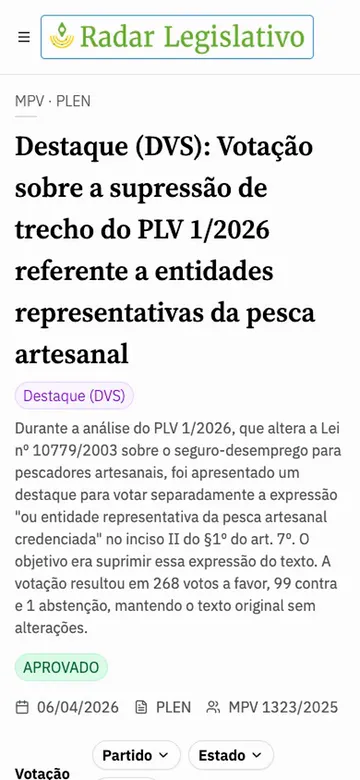 Radar Legislativo
MPV · PLEN
Destaque (DVS): Votação
sobre a supressão de
trecho do PLV 1/2026
referente a entidades
representativas da pesca
artesanal
Destaque (DVS)
Durante a análise do PLV 1/2026, que altera a Lei
nº 10779/2003 sobre o seguro-desemprego para
pescadores artesanais, foi apresentado um
destaque para votar separadamente a expressão
"ou entidade representativa da pesca artesanal
credenciada" no inciso II do §1º do art. 7º. O
objetivo era suprimir essa expressão do texto. A
votação resultou em 268 votos a favor, 99 contra
e 1 abstenção, mantendo o texto original sem
alterações.
APROVADO
06/04/2026 PLEN MPV 1323/2025
Partido Estado
Votação